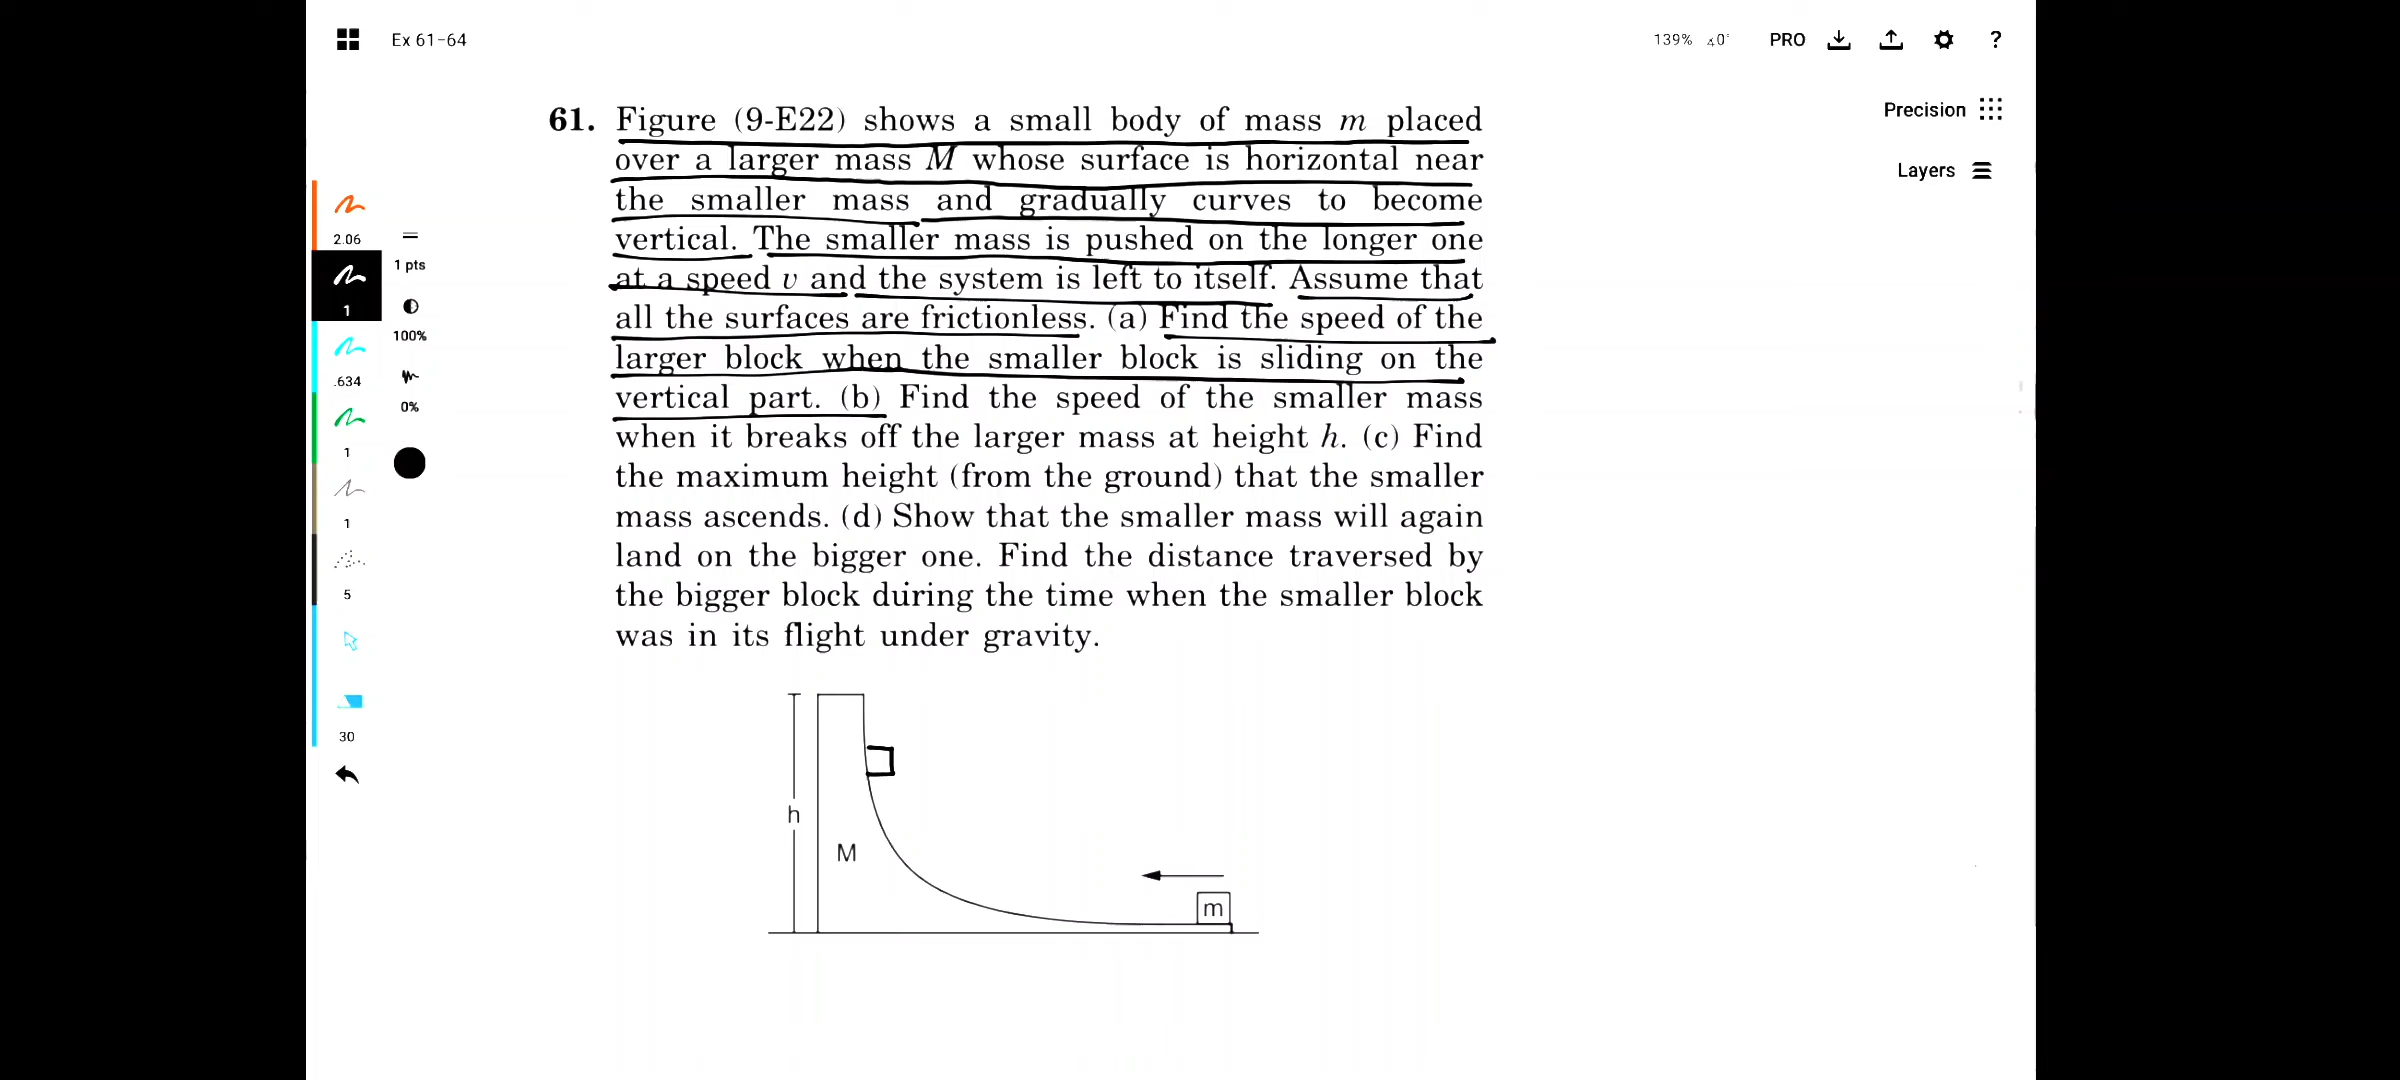 Ex 61-64
139% 40°
PRO
?
Precision
Layers
61. Figure (9-E22) shows a small body of mass m placed
over a larger mass M whose surface is horizontal near
the smaller mass and gradually curves to become
vertical. The smaller mass is pushed on the longer one
at a speed v and the system is left to itself. Assume that
all the surfaces are frictionless. (a) Find the speed of the
larger block when the smaller block is sliding on the
vertical part. (b) Find the speed of the smaller mass
when it breaks off the larger mass at height h. (c) Find
the maximum height (from the ground) that the smaller
mass ascends. (d) Show that the smaller mass will again
land on the bigger one. Find the distance traversed by
the bigger block during the time when the smaller block
was in its flight under gravity.
2.06
1 pts
1
100%
.634
0%
1
1
5
30
h
M
m